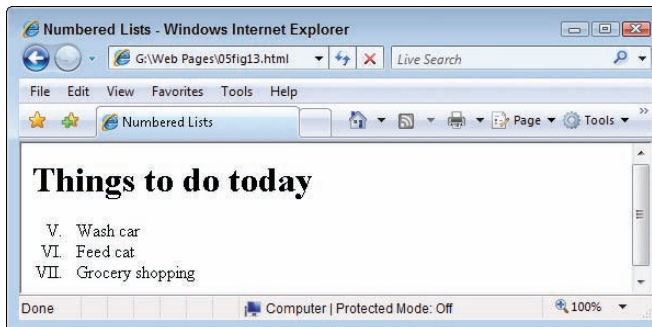 Numbered Lists - Windows Internet Explorer
G:\Web Pages\05fig13.html Live Search
File Edit View Favorites Tools Help
Numbered Lists Page Tools
Things to do today
V. Wash car
VI. Feed cat
VII. Grocery shopping
Done Computer | Protected Mode: Off 100%